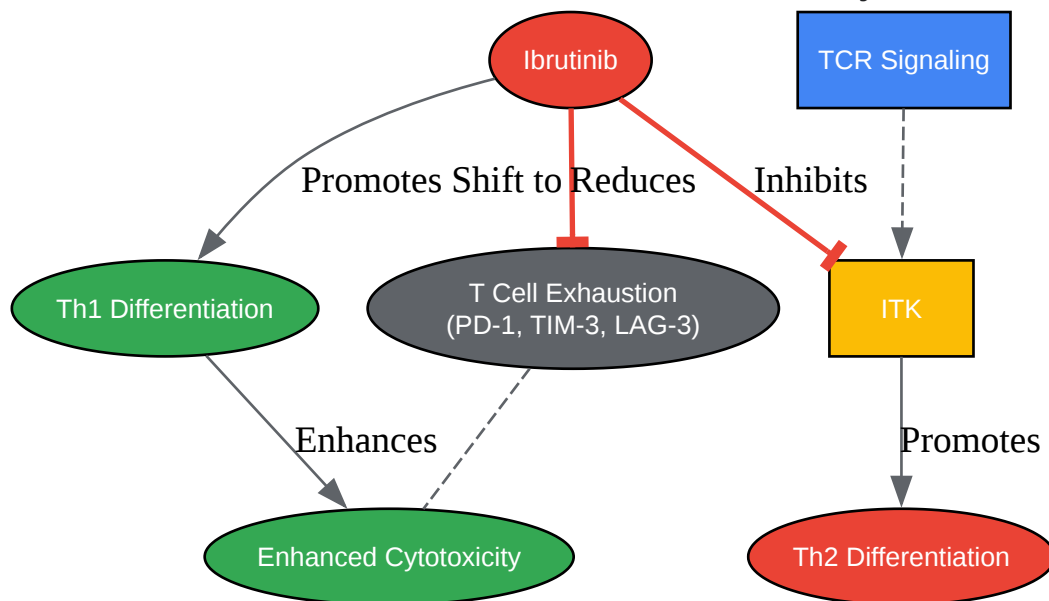 Ibrutinib
TCR Signaling
Promotes Shift to
Reduces
Inhibits
Th1 Differentiation
T Cell Exhaustion
(PD-1, TIM-3, LAG-3)
ITK
Enhances
Promotes
Enhanced Cytotoxicity
Th2 Differentiation